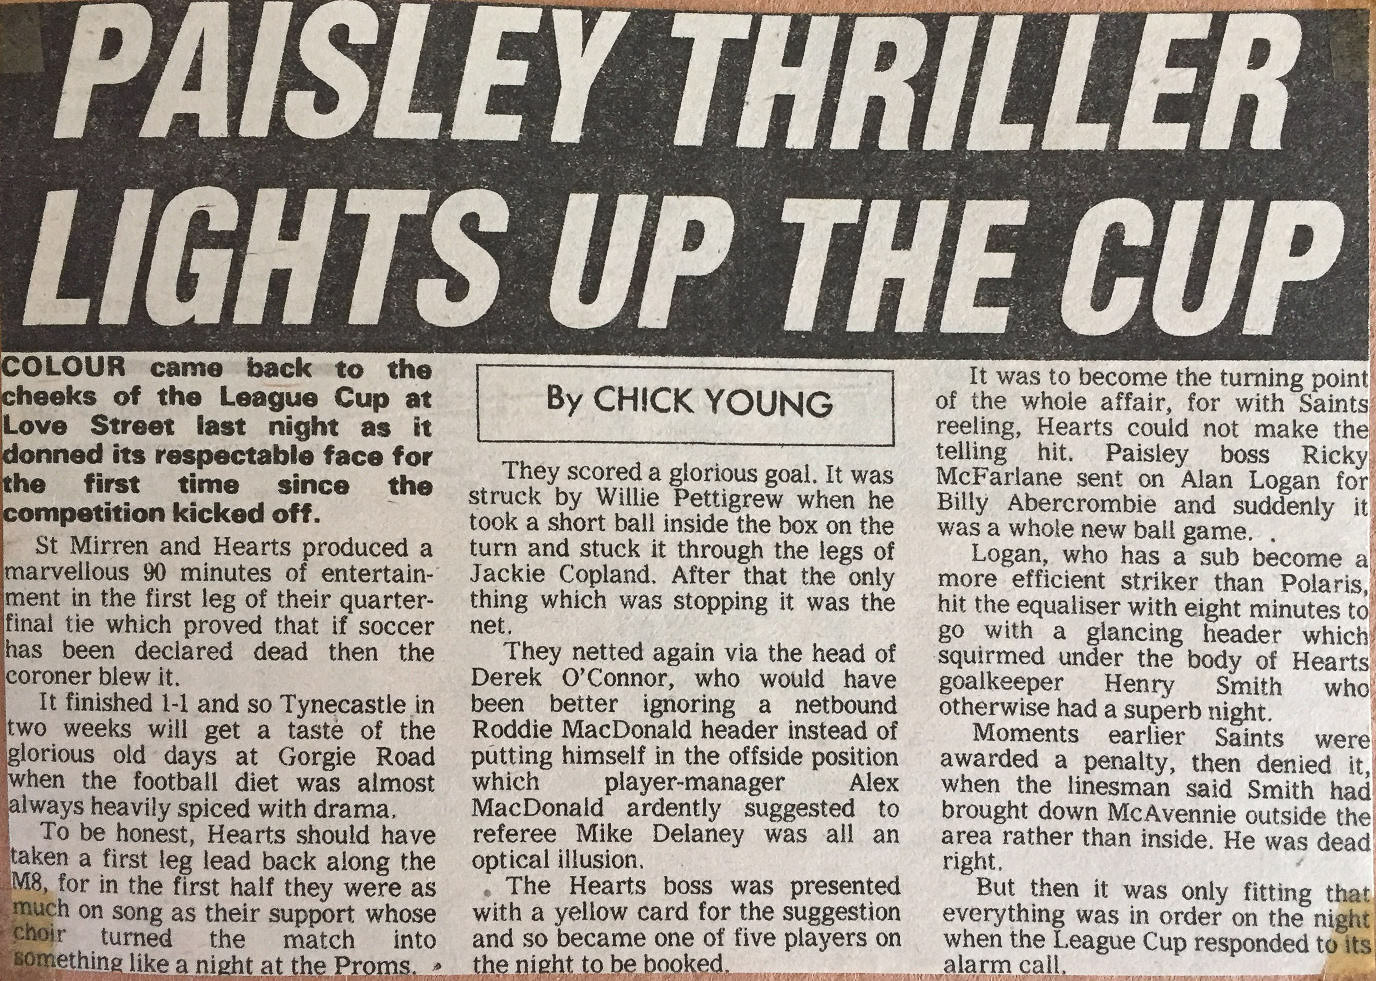 PAISLEY THRILLER
LIGHTS UP THE CUP
COLOUR came back to the
cheeks of the League Cup at
Love Street last night as it
donned its respectable face for
the first time since the
competition kicked off.
St Mirren and Hearts produced a
marvellous 90 minutes of entertain-
ment in the first leg of their quarter-
final tie which proved that if soccer
has been declared dead then the
coroner blew it.
It finished 1-1 and so Tynecastle in
two weeks will get a taste of the
glorious old days at Gorgie Road
when the football diet was almost
always heavily spiced with drama.
To be honest, Hearts should have
taken a first leg lead back along the
M8, for in the first half they were as
much on song as their support whose
choir turned the match into
something like a night at the Proms.
By CHICK YOUNG
They scored a glorious goal. It was
struck by Willie Pettigrew when he
took a short ball inside the box on the
turn and stuck it through the legs of
Jackie Copland. After that the only
thing which was stopping it was the
net.
They netted again via the head of
Derek O'Connor, who would have
been better ignoring a netbound
Roddie MacDonald header instead of
putting himself in the offside position
which player-manager Alex
MacDonald ardently suggested to
referee Mike Delaney was all an
optical illusion.
The Hearts boss was presented
with a yellow card for the suggestion
and so became one of five players on
the night to be booked.
It was to become the turning point
of the whole affair, for with Saints
reeling, Hearts could not make the
telling hit. Paisley boss Ricky
McFarlane sent on Alan Logan for
Billy Abercrombie and suddenly it
was a whole new ball game.
Logan, who has a sub become a
more efficient striker than Polaris,
hit the equaliser with eight minutes to
go with a glancing header which
squirmed under the body of Hearts
goalkeeper Henry Smith who
otherwise had a superb night.
Moments earlier Saints were
awarded a penalty, then denied it,
when the linesman said Smith had
brought down McAvennie outside the
area rather than inside. He was dead
right.
But then it was only fitting that
everything was in order on the night
when the League Cup responded to its
alarm call.